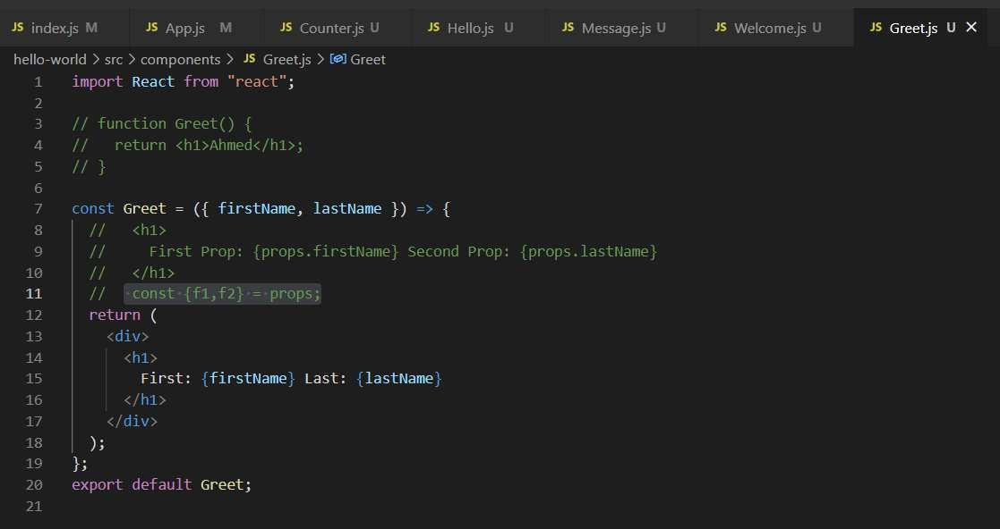 JS index.js M JS App.js M JS Counter.js U JS Hello.js U JS Message.js U JS Welcome.js U JS Greet.js U
hello-world > src > components > JS Greet.js > Greet
1 import React from "react";
2
3 // function Greet() {
4 //   return <h1>Ahmed</h1>;
5 // }
6
7 const Greet = ({ firstName, lastName }) => {
8   //   <h1>
9   //     First Prop: {props.firstName} Second Prop: {props.lastName}
10   //   </h1>
11   //   const {f1,f2} = props;
12   return (
13     <div>
14       <h1>
15         First: {firstName} Last: {lastName}
16       </h1>
17     </div>
18   );
19 };
20 export default Greet;
21